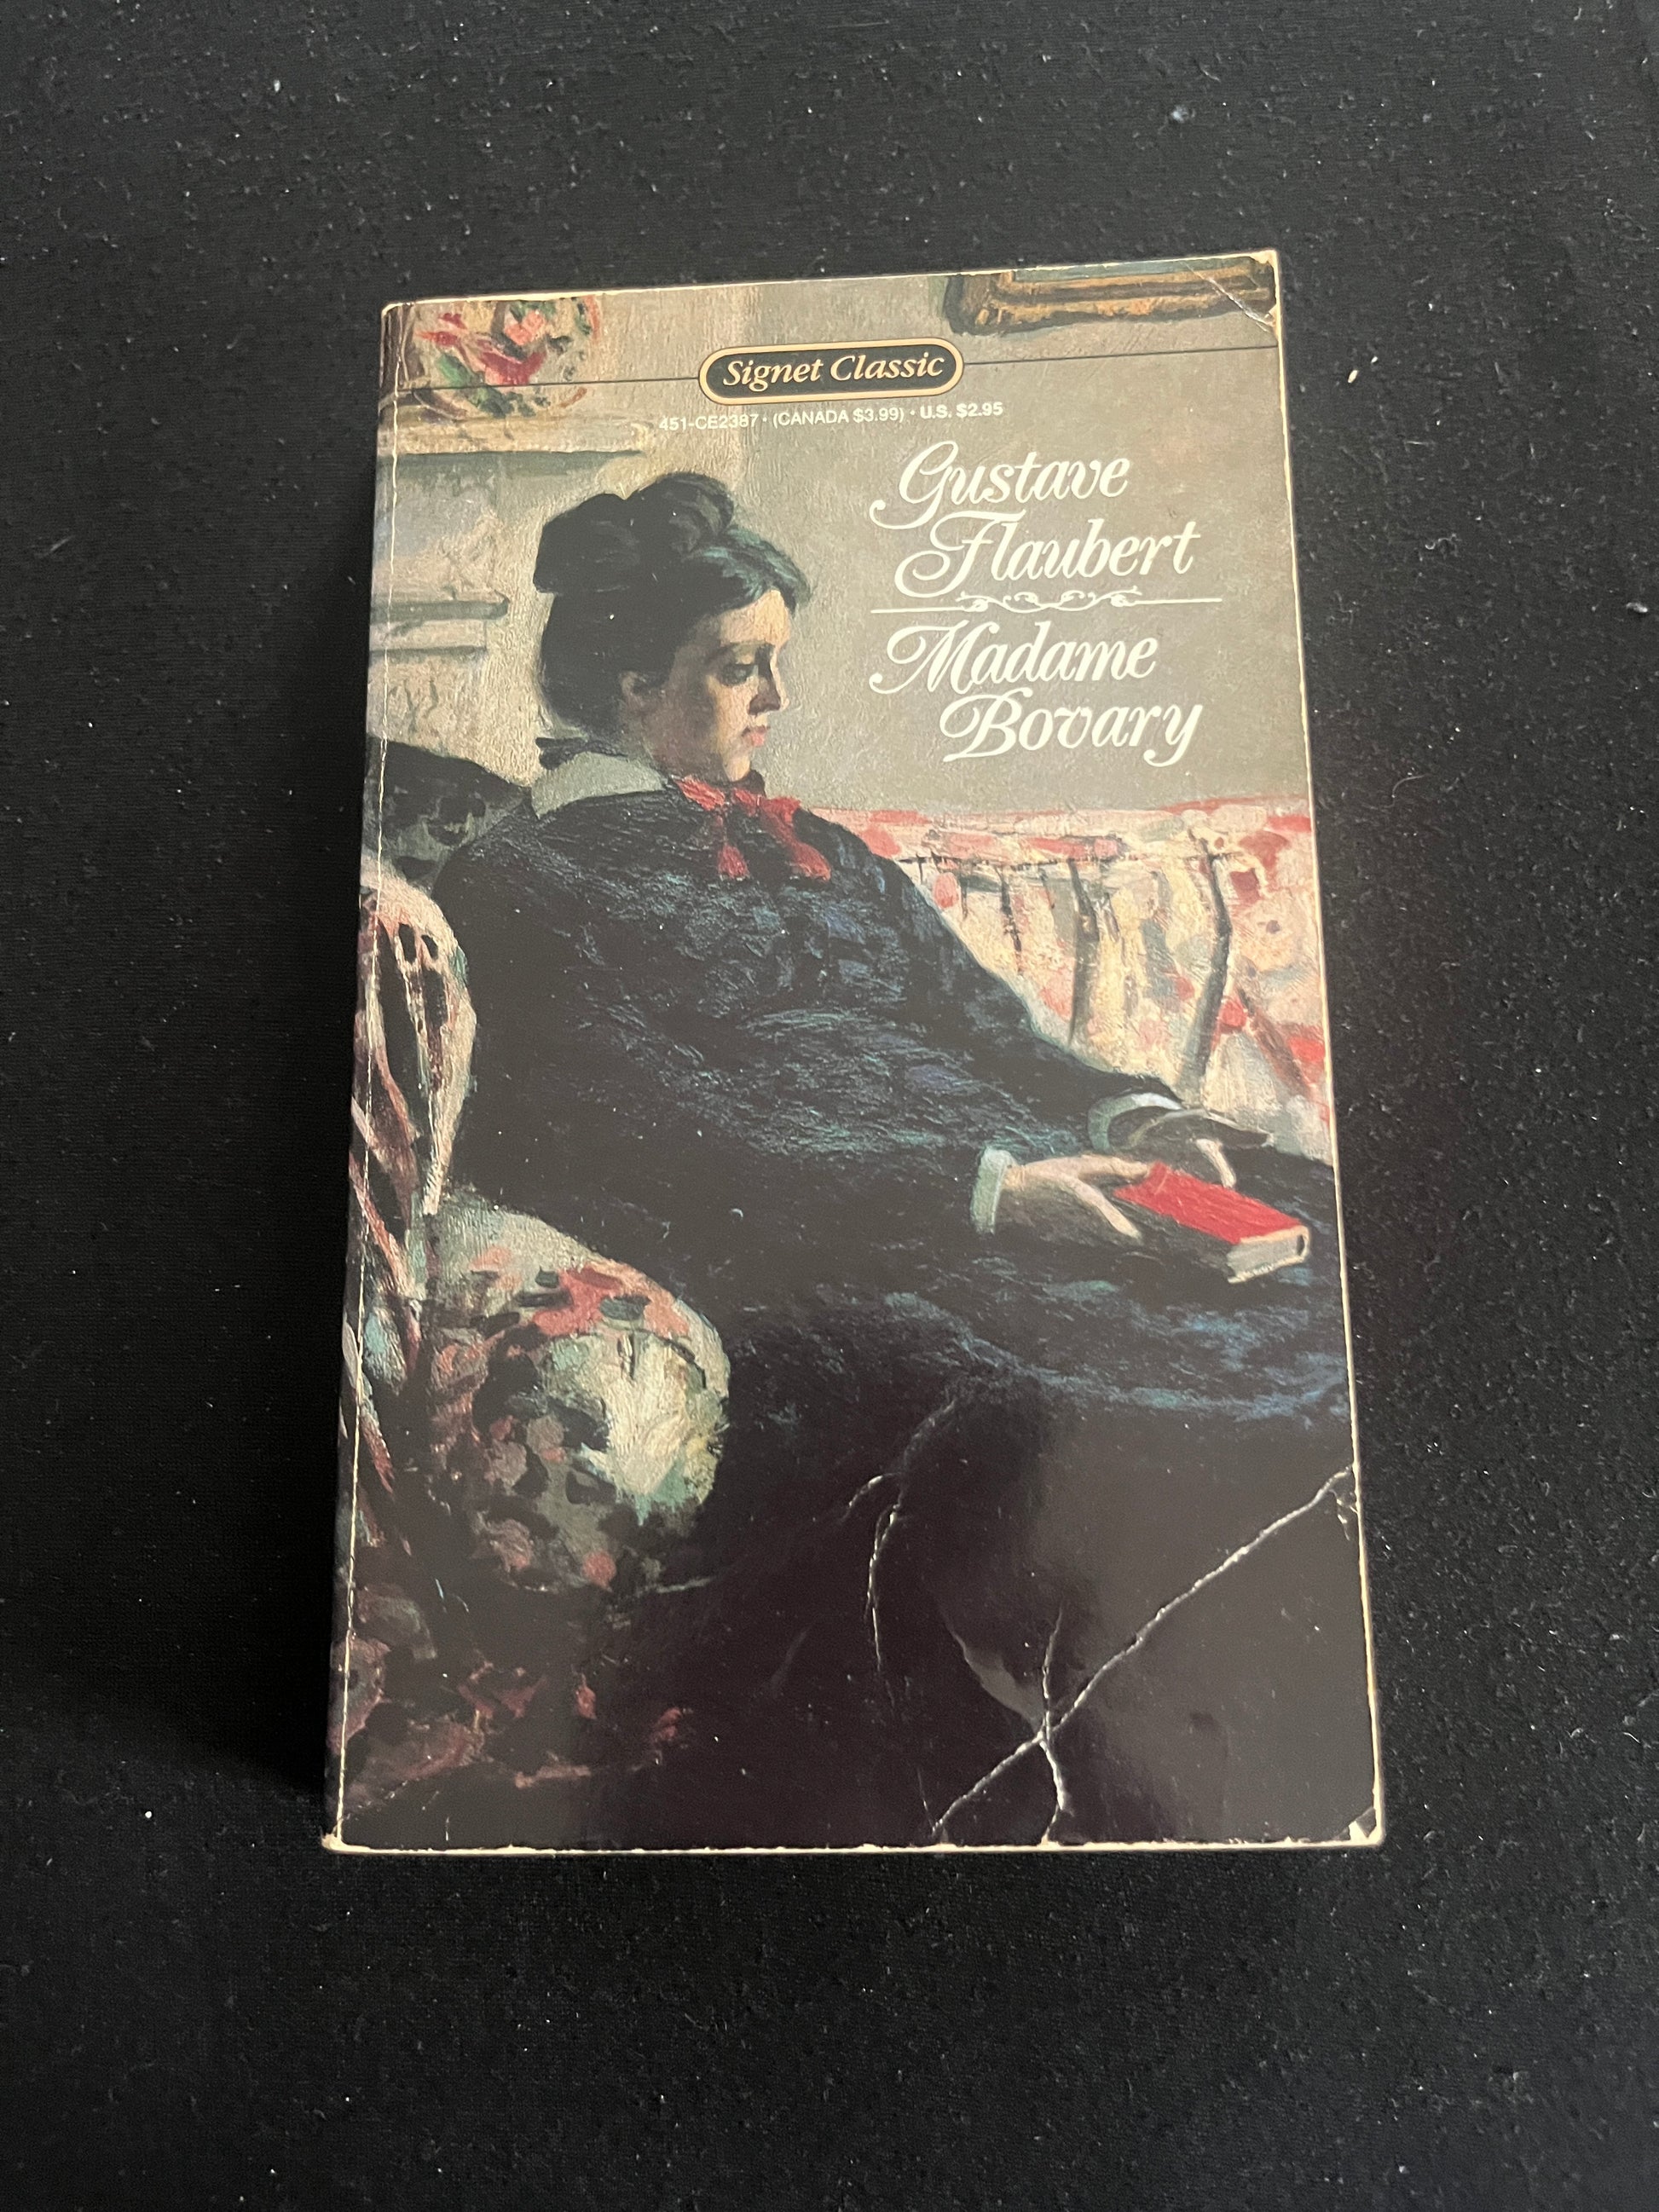 Signet Classic
451-CE2387 • (CANADA $3.99) • U.S. $2.95
Gustave
Flaubert
Madame
Bovary